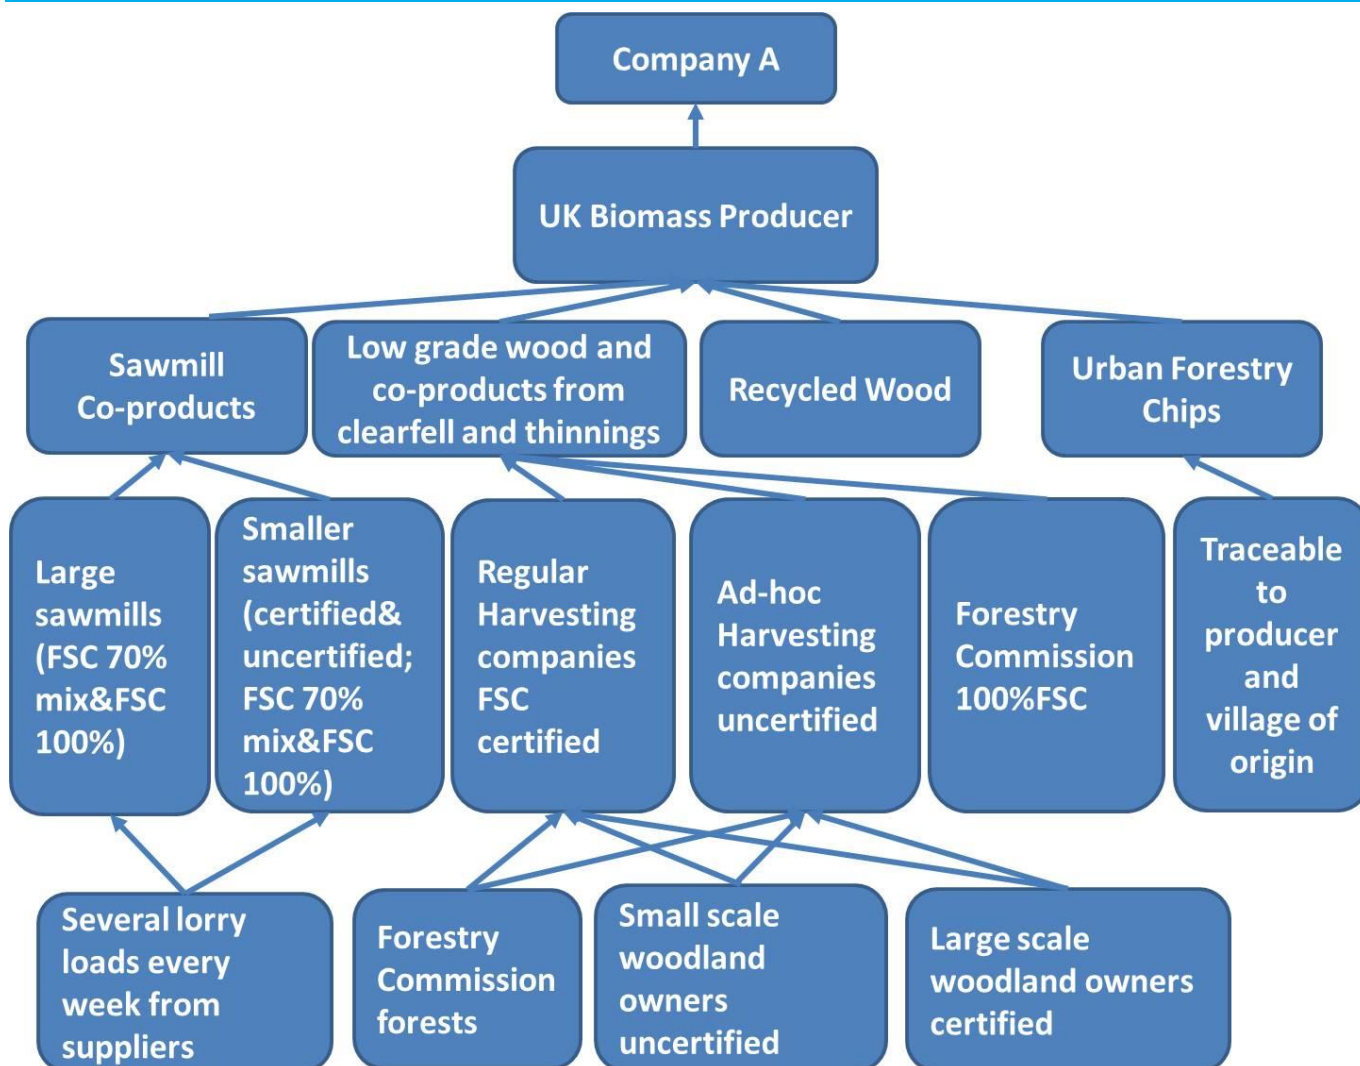 Company A
UK Biomass Producer
Sawmill
Co-products
Low grade wood and
co-products from
clearfell and thinnings
Recycled Wood
Urban Forestry
Chips
Large
sawmills
(FSC 70%
mix&FSC
100%)
Smaller
sawmills
(certified&
uncertified;
FSC 70%
mix&FSC
100%)
Regular
Harvesting
companies
FSC
certified
Ad-hoc
Harvesting
companies
uncertified
Forestry
Commission
100%FSC
Traceable
to
producer
and
village of
origin
Several lorry
loads every
week from
suppliers
Forestry
Commission
forests
Small scale
woodland
owners
uncertified
Large scale
woodland owners
certified